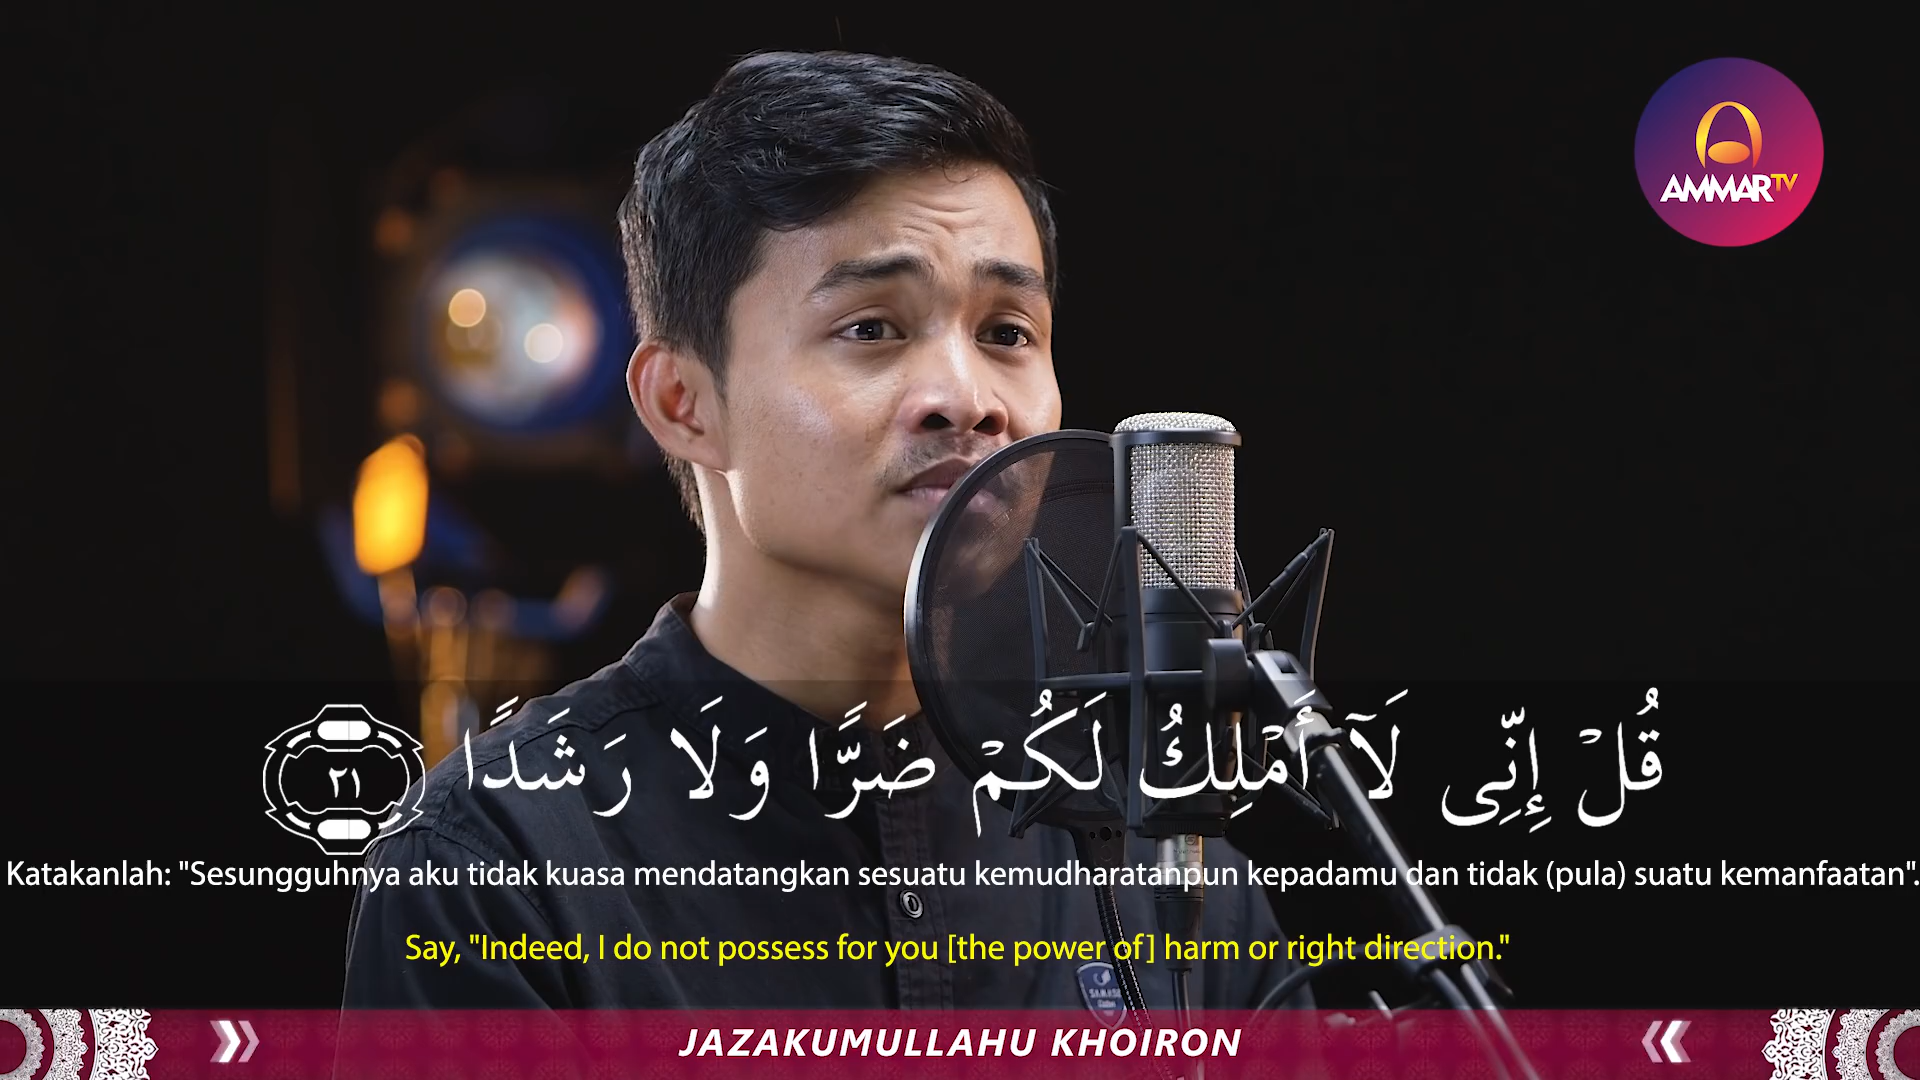 AMMARTV
قُلْ إِنِّى لَآ أَمْلِكُ لَكُمْ ضَرًّا وَلَا رَشَدًا ٢١
Katakanlah: "Sesungguhnya aku tidak kuasa mendatangkan sesuatu kemudharatanpun kepadamu dan tidak (pula) suatu kemanfaatan".
Say, "Indeed, I do not possess for you [the power of] harm or right direction."
JAZAKUMULLAHU KHOIRON